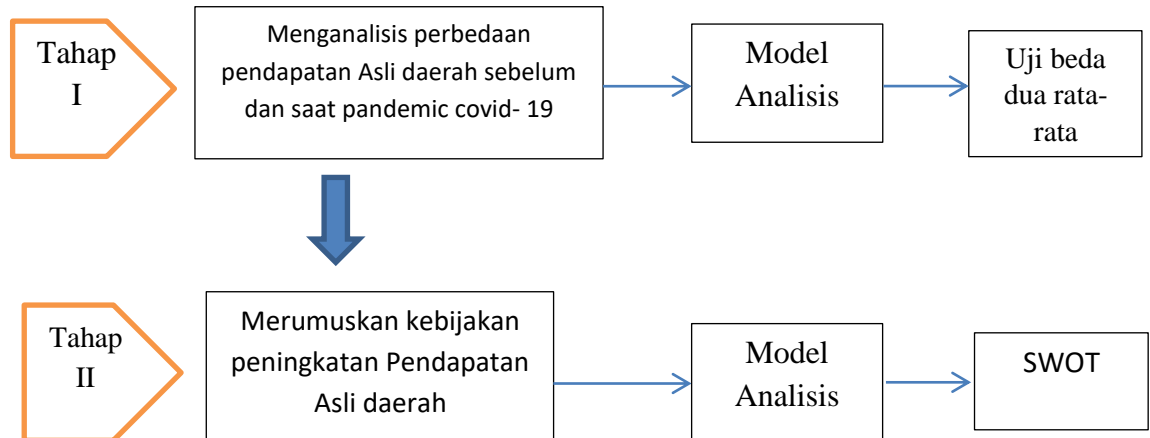 Tahap
I
Menganalisis perbedaan
pendapatan Asli daerah sebelum
dan saat pandemic covid- 19
Model
Analisis
Uji beda
dua rata-
rata
Tahap
II
Merumuskan kebijakan
peningkatan Pendapatan
Asli daerah
Model
Analisis
SWOT